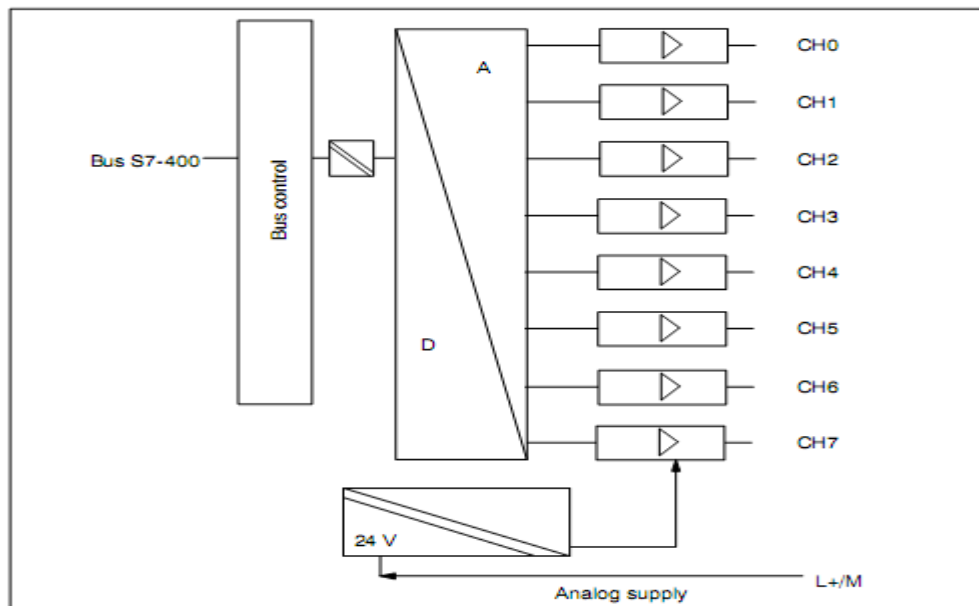 A
CH0
CH1
Bus S7-400
Bus control
CH2
CH3
CH4
D
CH5
CH6
CH7
24 V
L+/M
Analog supply